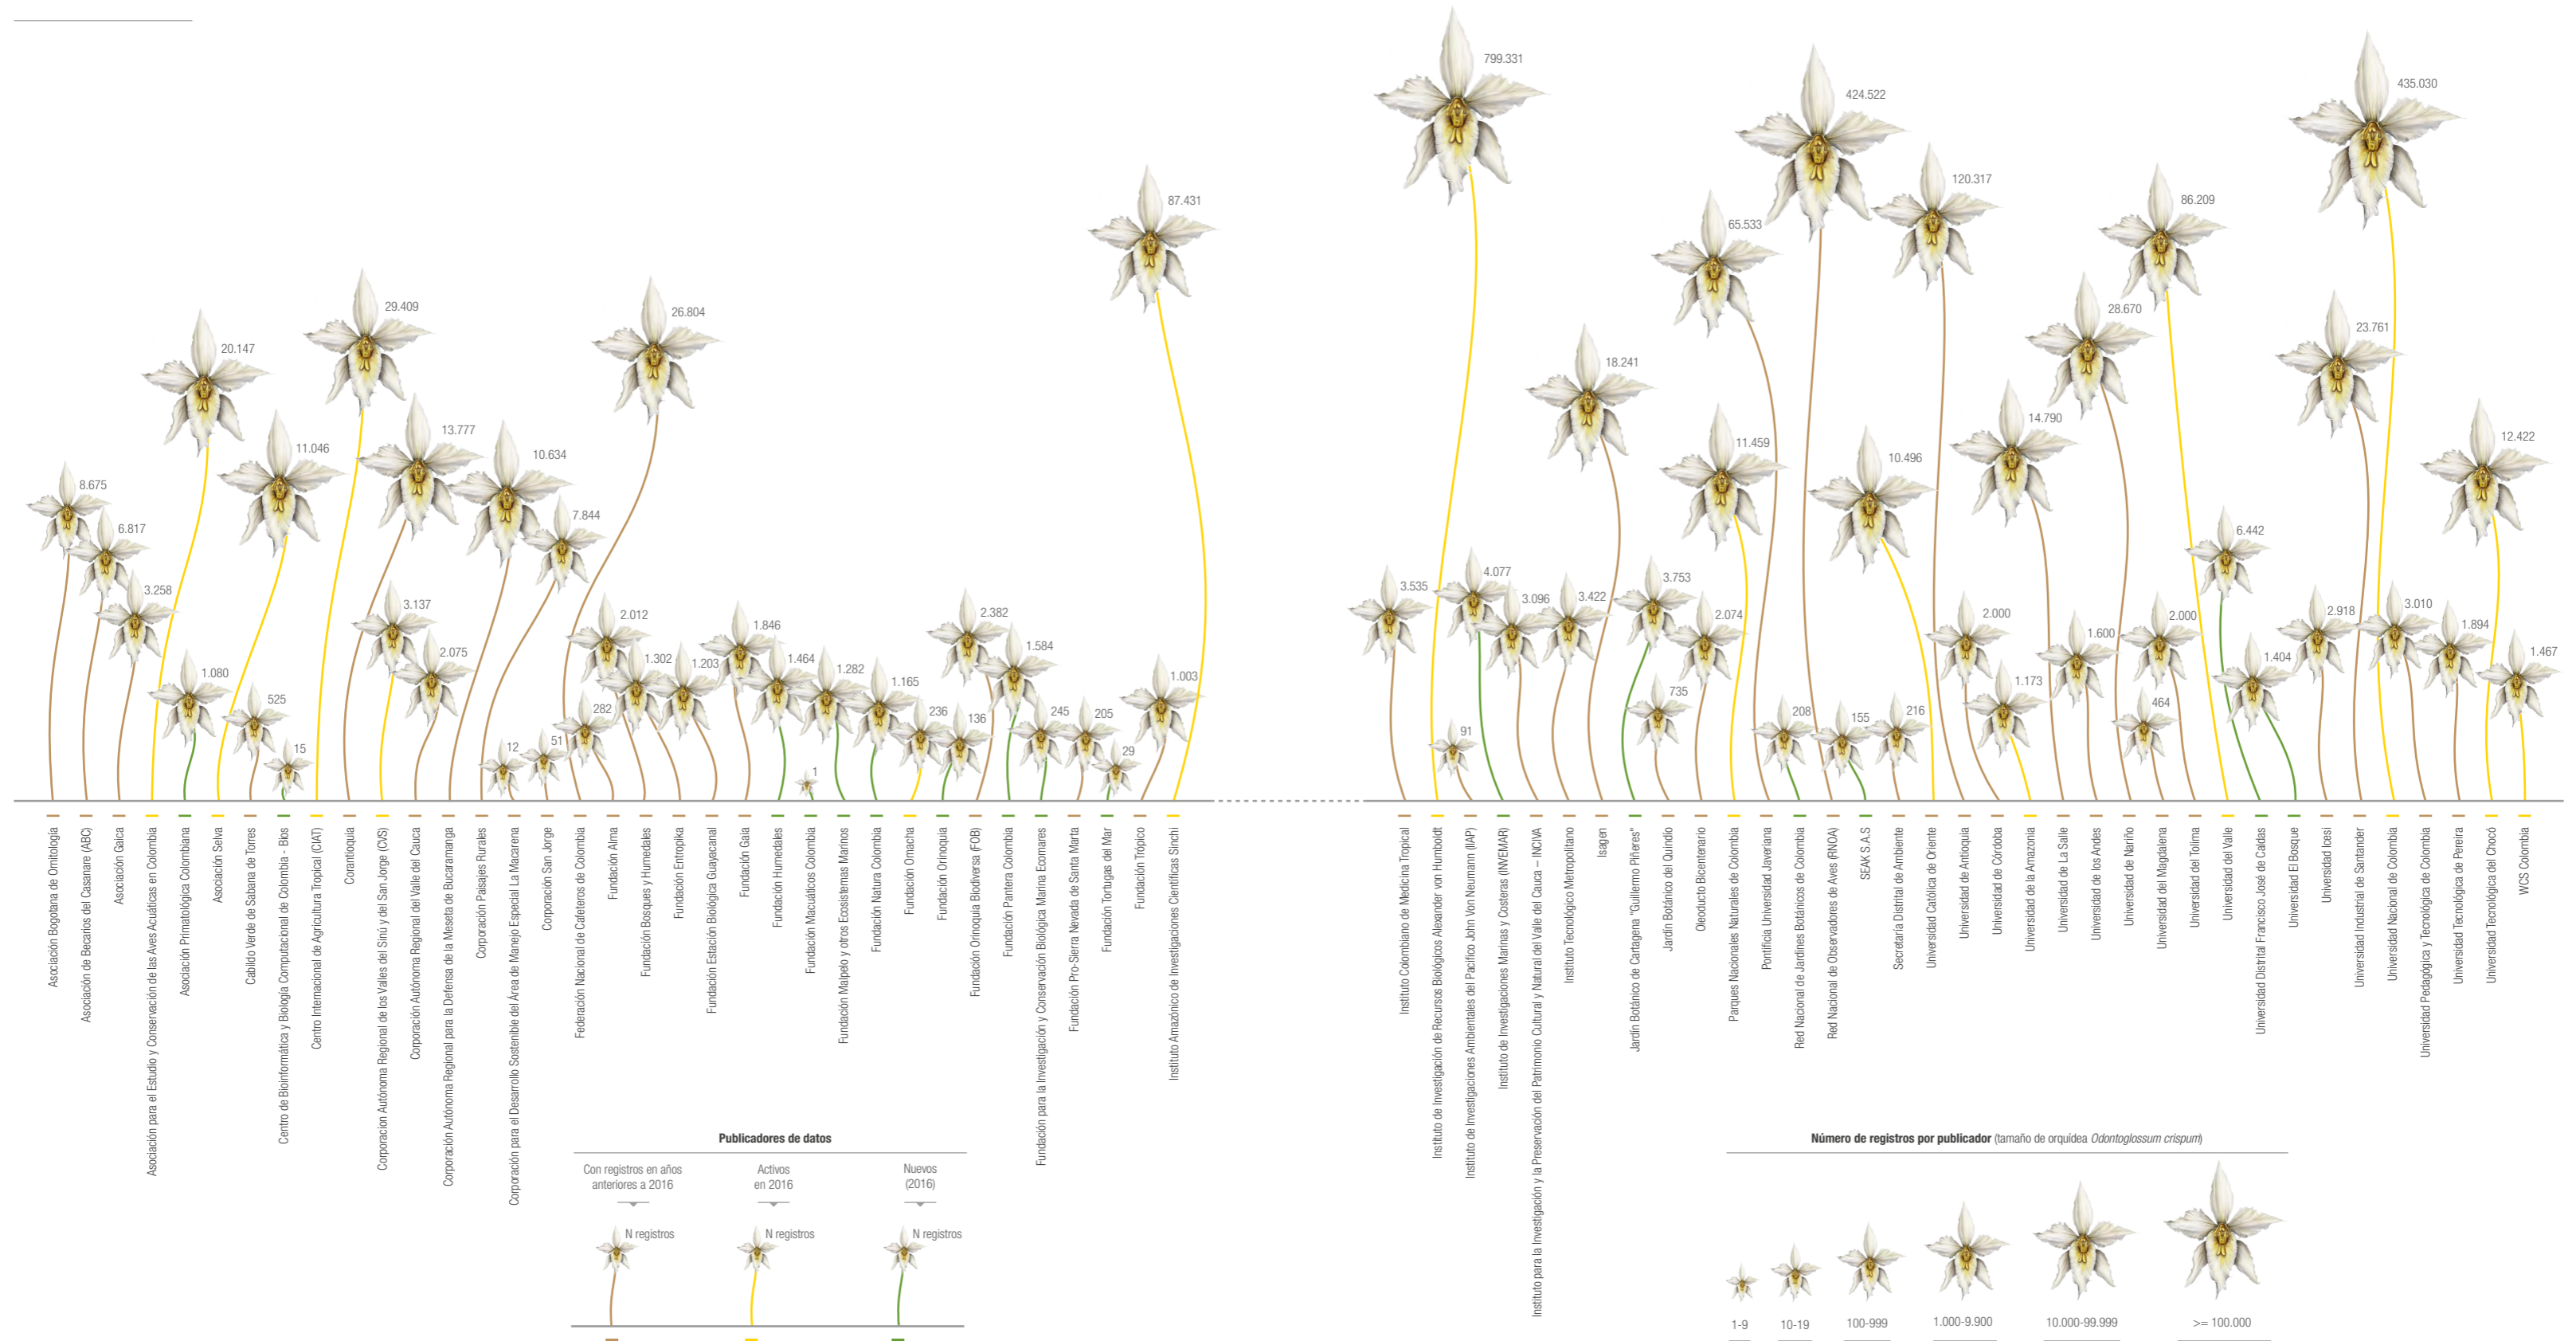 799.331
435.030
424.522
87.431
120.317
86.209
65.533
29.409
26.804
28.670
20.147
18.241
23.761
13.777
11.046
10.634
14.790
11.459
12.422
10.496
8.675
6.817
7.844
6.442
3.258
3.137
2.012
2.382
3.535
4.077
3.096
3.422
3.753
2.074
2.000
2.000
2.918
3.010
1.894
1.080
2.075
1.302
1.203
1.846
1.464
1.282
1.165
1.584
1.003
1.600
1.173
1.404
1.467
525
282
236
136
245
205
735
208
155
216
464
15
12
51
1
29
91
Asociación Bogotana de Ornitología
Asociación de Becarios del Casanare (ABC)
Asociación Gaica
Asociación para el Estudio y Conservación de las Aves Acuáticas en Colombia
Asociación Primatológica Colombiana
Asociación Selva
Cabildo Verde de Sabana de Torres
Centro de Bioinformática y Biología Computacional de Colombia - Bios
Centro Internacional de Agricultura Tropical (CIAT)
Corantioquia
Corporacion Autónoma Regional de los Valles del Sinú y del San Jorge (CVS)
Corporación Autónoma Regional del Valle del Cauca
Corporación Autónoma Regional para la Defensa de la Meseta de Bucaramanga
Corporación Paisajes Rurales
Corporación para el Desarrollo Sostenible del Área de Manejo Especial La Macarena
Corporación San Jorge
Federación Nacional de Cafeteros de Colombia
Fundación Alma
Fundación Bosques y Humedales
Fundación Entropika
Fundación Estación Biológica Guayacanal
Fundación Gaia
Fundación Humedales
Fundación Macuáticos Colombia
Fundación Malpelo y otros Ecosistemas Marinos
Fundación Natura Colombia
Fundación Omacha
Fundación Orinoquia
Fundación Orinoquia Biodiversa (FOB)
Fundación Pantera Colombia
Fundación para la Investigación y Conservación Biológica Marina Ecomares
Fundación Pro-Sierra Nevada de Santa Marta
Fundación Tortugas del Mar
Fundación Trópico
Instituto Amazónico de Investigaciones Científicas Sinchi
Instituto Colombiano de Medicina Tropical
Instituto de Investigación de Recursos Biológicos Alexander von Humboldt
Instituto de Investigaciones Ambientales del Pacífico John Von Neumann (IIAP)
Instituto de Investigaciones Marinas y Costeras (INVEMAR)
Instituto para la Investigación y la Preservación del Patrimonio Cultural y Natural del Valle del Cauca – INCIVA
Instituto Tecnológico Metropolitano
Isagen
Jardín Botánico de Cartagena "Guillermo Piñeres"
Jardín Botánico del Quindío
Oleoducto Bicentenario
Parques Nacionales Naturales de Colombia
Pontificia Universidad Javeriana
Red Nacional de Jardines Botánicos de Colombia
Red Nacional de Observadores de Aves (RNOA)
SEAK S.A.S
Secretaría Distrital de Ambiente
Universidad Católica de Oriente
Universidad de Antioquia
Universidad de Córdoba
Universidad de la Amazonia
Universidad de La Salle
Universidad de los Andes
Universidad de Nariño
Universidad del Magdalena
Universidad del Tolima
Universidad del Valle
Universidad Distrital Francisco José de Caldas
Universidad El Bosque
Universidad Icesi
Universidad Industrial de Santander
Universidad Nacional de Colombia
Universidad Pedagógica y Tecnológica de Colombia
Universidad Tecnológica de Pereira
Universidad Tecnológica del Chocó
WCS Colombia
Publicadores de datos
Con registros en años
anteriores a 2016
Activos
en 2016
Nuevos
(2016)
N registros
N registros
N registros
Número de registros por publicador (tamaño de orquídea Odontoglossum crispum)
1-9
10-19
100-999
1.000-9.900
10.000-99.999
>= 100.000